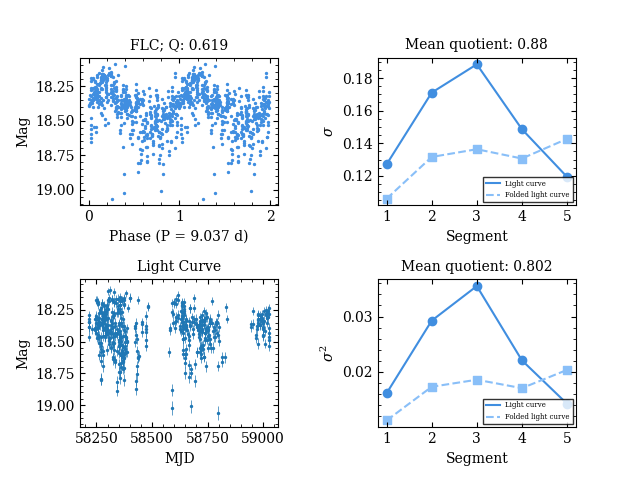 FLC; Q: 0.619
Mean quotient: 0.88
Mag
18.25
18.50
18.75
19.00
0
1
2
Phase (P = 9.037 d)
σ
0.18
0.16
0.14
0.12
1
2
3
4
5
Segment
Light curve
Folded light curve
Light Curve
Mean quotient: 0.802
Mag
18.25
18.50
18.75
19.00
58250
58500
58750
59000
MJD
σ²
0.03
0.02
1
2
3
4
5
Segment
Light curve
Folded light curve